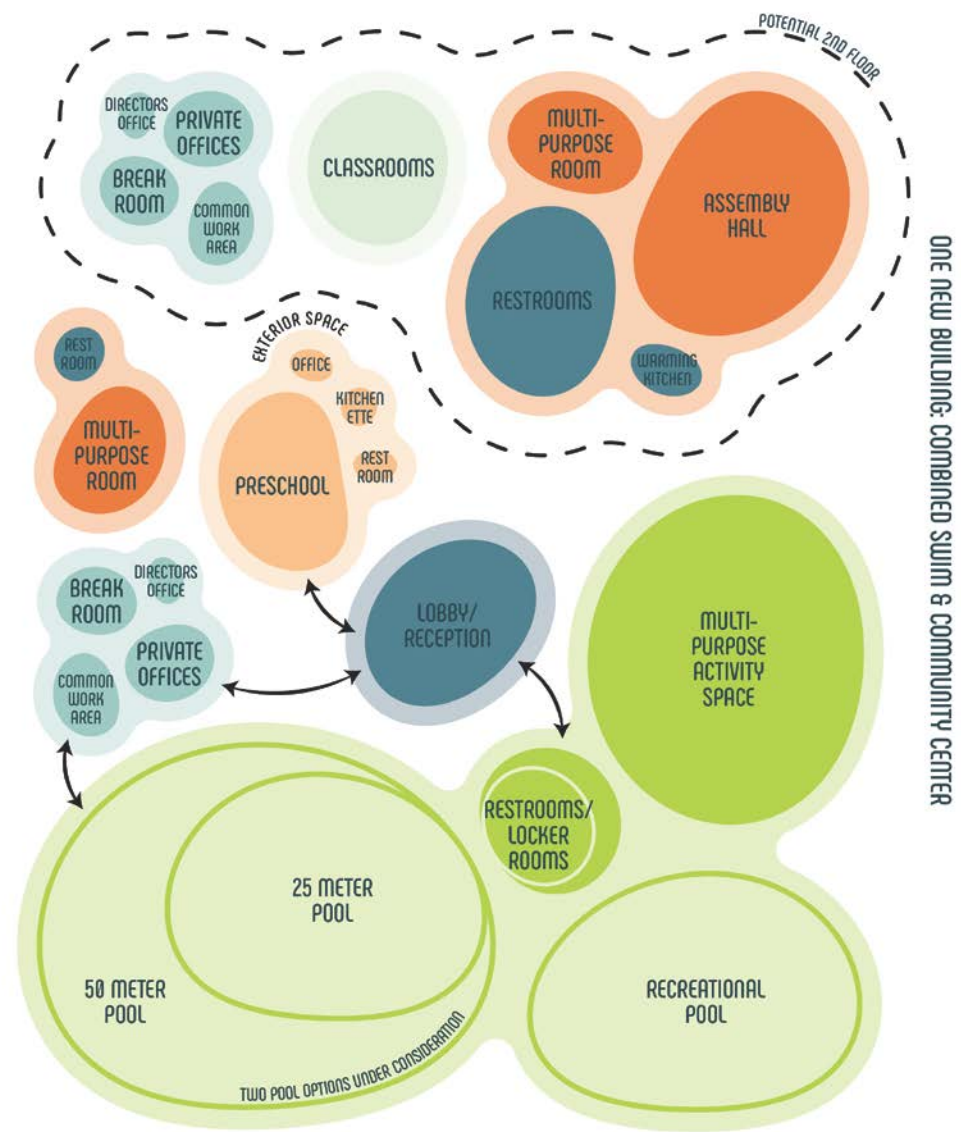 POTENTIAL 2ND FLOOR
DIRECTORS
OFFICE
PRIVATE
OFFICES
BREAK
ROOM
COMMON
WORK
AREA
CLASSROOMS
MULTI-
PURPOSE
ROOM
ASSEMBLY
HALL
RESTROOMS
WARMING
KITCHEN
ONE NEW BUILDING: COMBINED SWIM & COMMUNITY CENTER
REST
ROOM
MULTI-
PURPOSE
ROOM
EXTERIOR SPACE
OFFICE
KITCHEN
ETTE
REST
ROOM
PRESCHOOL
BREAK
ROOM
DIRECTORS
OFFICE
PRIVATE
OFFICES
COMMON
WORK
AREA
LOBBY/
RECEPTION
MULTI-
PURPOSE
ACTIVITY
SPACE
RESTROOMS/
LOCKER
ROOMS
25 METER
POOL
50 METER
POOL
TWO POOL OPTIONS UNDER CONSIDERATION
RECREATIONAL
POOL